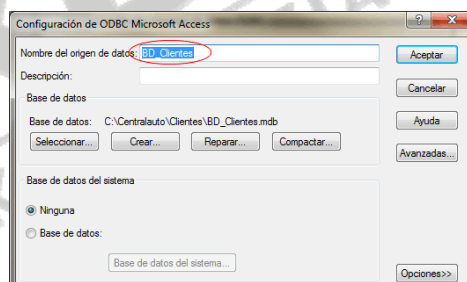 Configuración de ODBC Microsoft Access
Nombre del origen de datos: BD_Clientes
Aceptar
Descripción:
Cancelar
Base de datos
Base de datos: C:\Centralauto\Clientes\BD_Clientes.mdb
Ayuda
Seleccionar... Crear... Reparar... Compactar...
Avanzadas...
Base de datos del sistema
Ninguna
Base de datos:
Base de datos del sistema...
Opciones>>